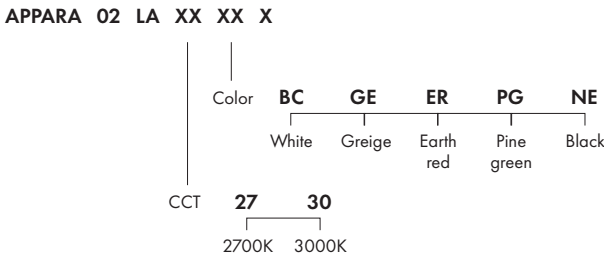 APPARA 02 LA XX XX X
Color BC GE ER PG NE
White Greige Earth red Pine green Black
CCT 27 30
2700K 3000K